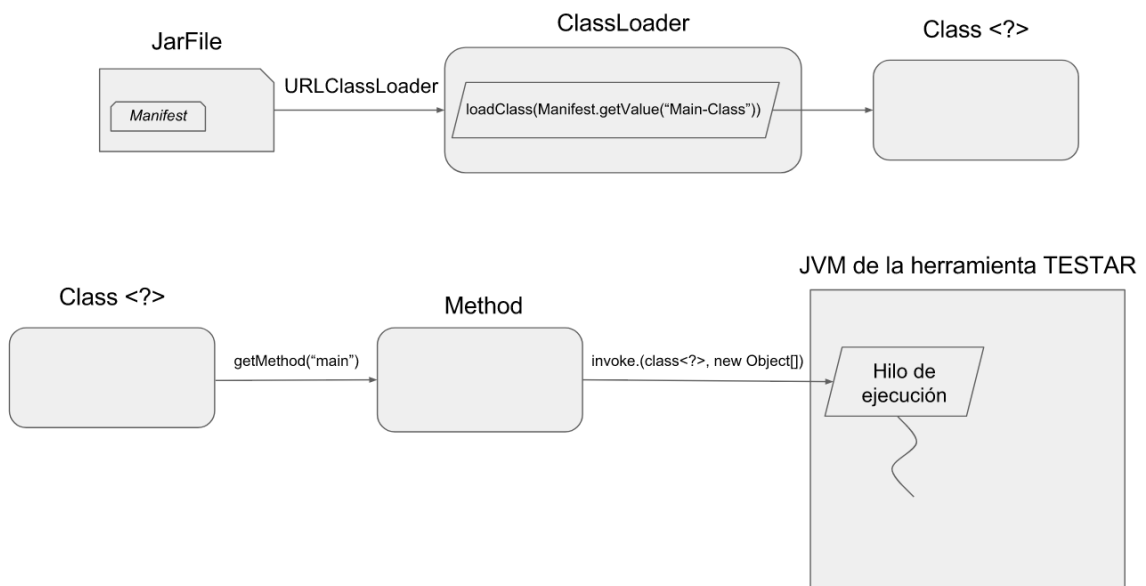 JarFile
ClassLoader
Class <?>
Manifest
URLClassLoader
loadClass(Manifest.getValue(“Main-Class”))
JVM de la herramienta TESTAR
Class <?>
Method
getMethod(“main”)
invoke.(class<?>, new Object[])
Hilo de
ejecución